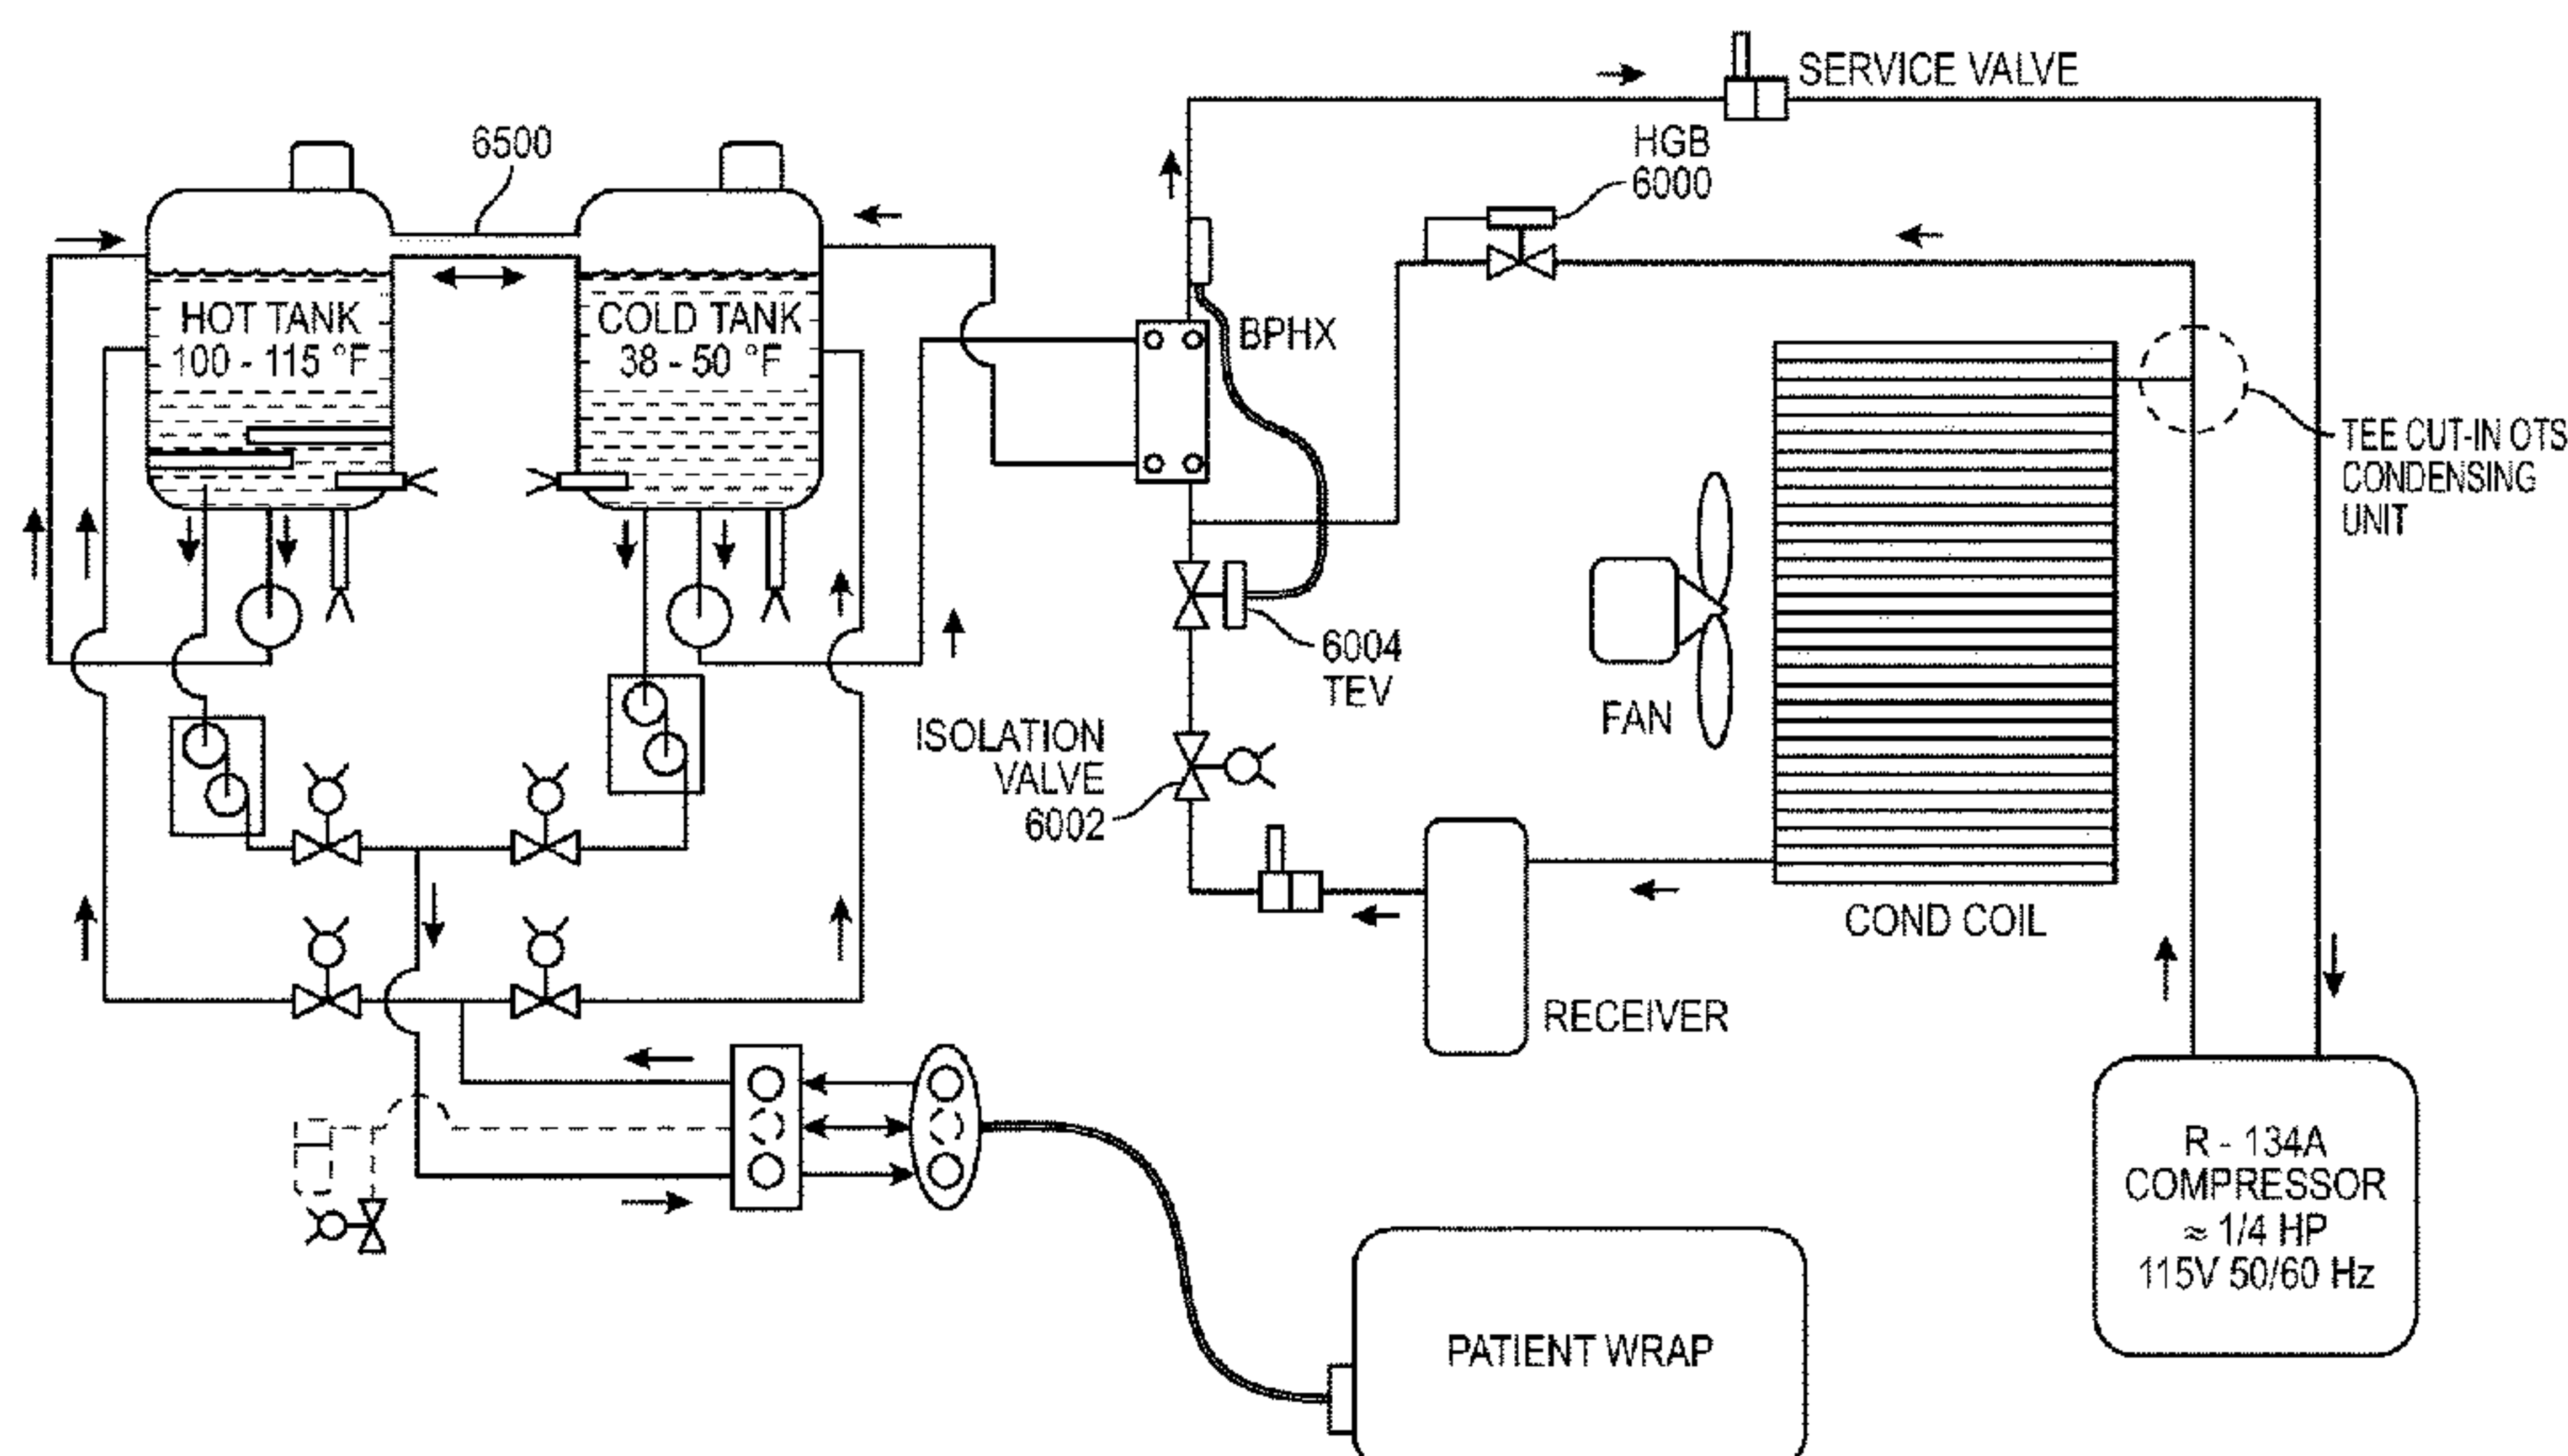 SERVICE VALVE
6500
HGB
6000
HOT TANK
100 - 115 °F
COLD TANK
38 - 50 °F
BPHX
TEE CUT-IN OTS
CONDENSING
UNIT
6004
TEV
FAN
ISOLATION
VALVE
6002
COND COIL
RECEIVER
R - 134A
COMPRESSOR
≈ 1/4 HP
115V 50/60 Hz
PATIENT WRAP